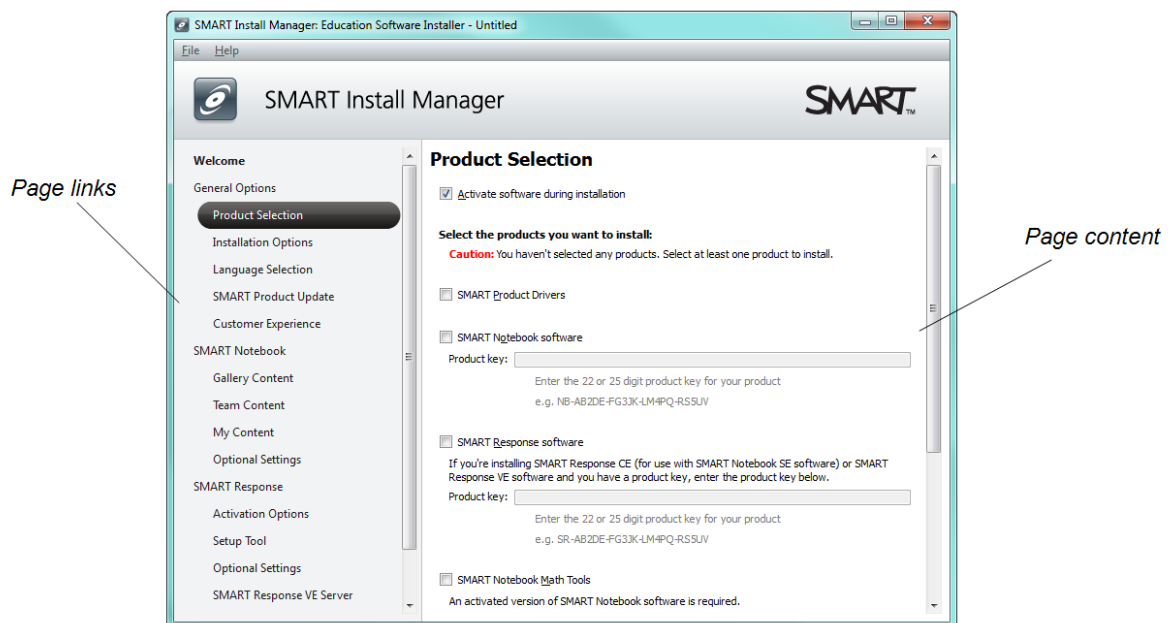 SMART Install Manager: Education Software Installer - Untitled
File Help
SMART Install Manager
SMART™
Page links
Welcome
General Options
Product Selection
Installation Options
Language Selection
SMART Product Update
Customer Experience
SMART Notebook
Gallery Content
Team Content
My Content
Optional Settings
SMART Response
Activation Options
Setup Tool
Optional Settings
SMART Response VE Server
Product Selection
Activate software during installation
Select the products you want to install:
Caution: You haven't selected any products. Select at least one product to install.
SMART Product Drivers
SMART Notebook software
Product key:
Enter the 22 or 25 digit product key for your product
e.g. NB-AB2DE-FG3JK-LM4PQ-RS5UV
SMART Response software
If you're installing SMART Response CE (for use with SMART Notebook SE software) or SMART
Response VE software and you have a product key, enter the product key below.
Product key:
Enter the 22 or 25 digit product key for your product
e.g. SR-AB2DE-FG3JK-LM4PQ-RS5UV
SMART Notebook Math Tools
An activated version of SMART Notebook software is required.
Page content